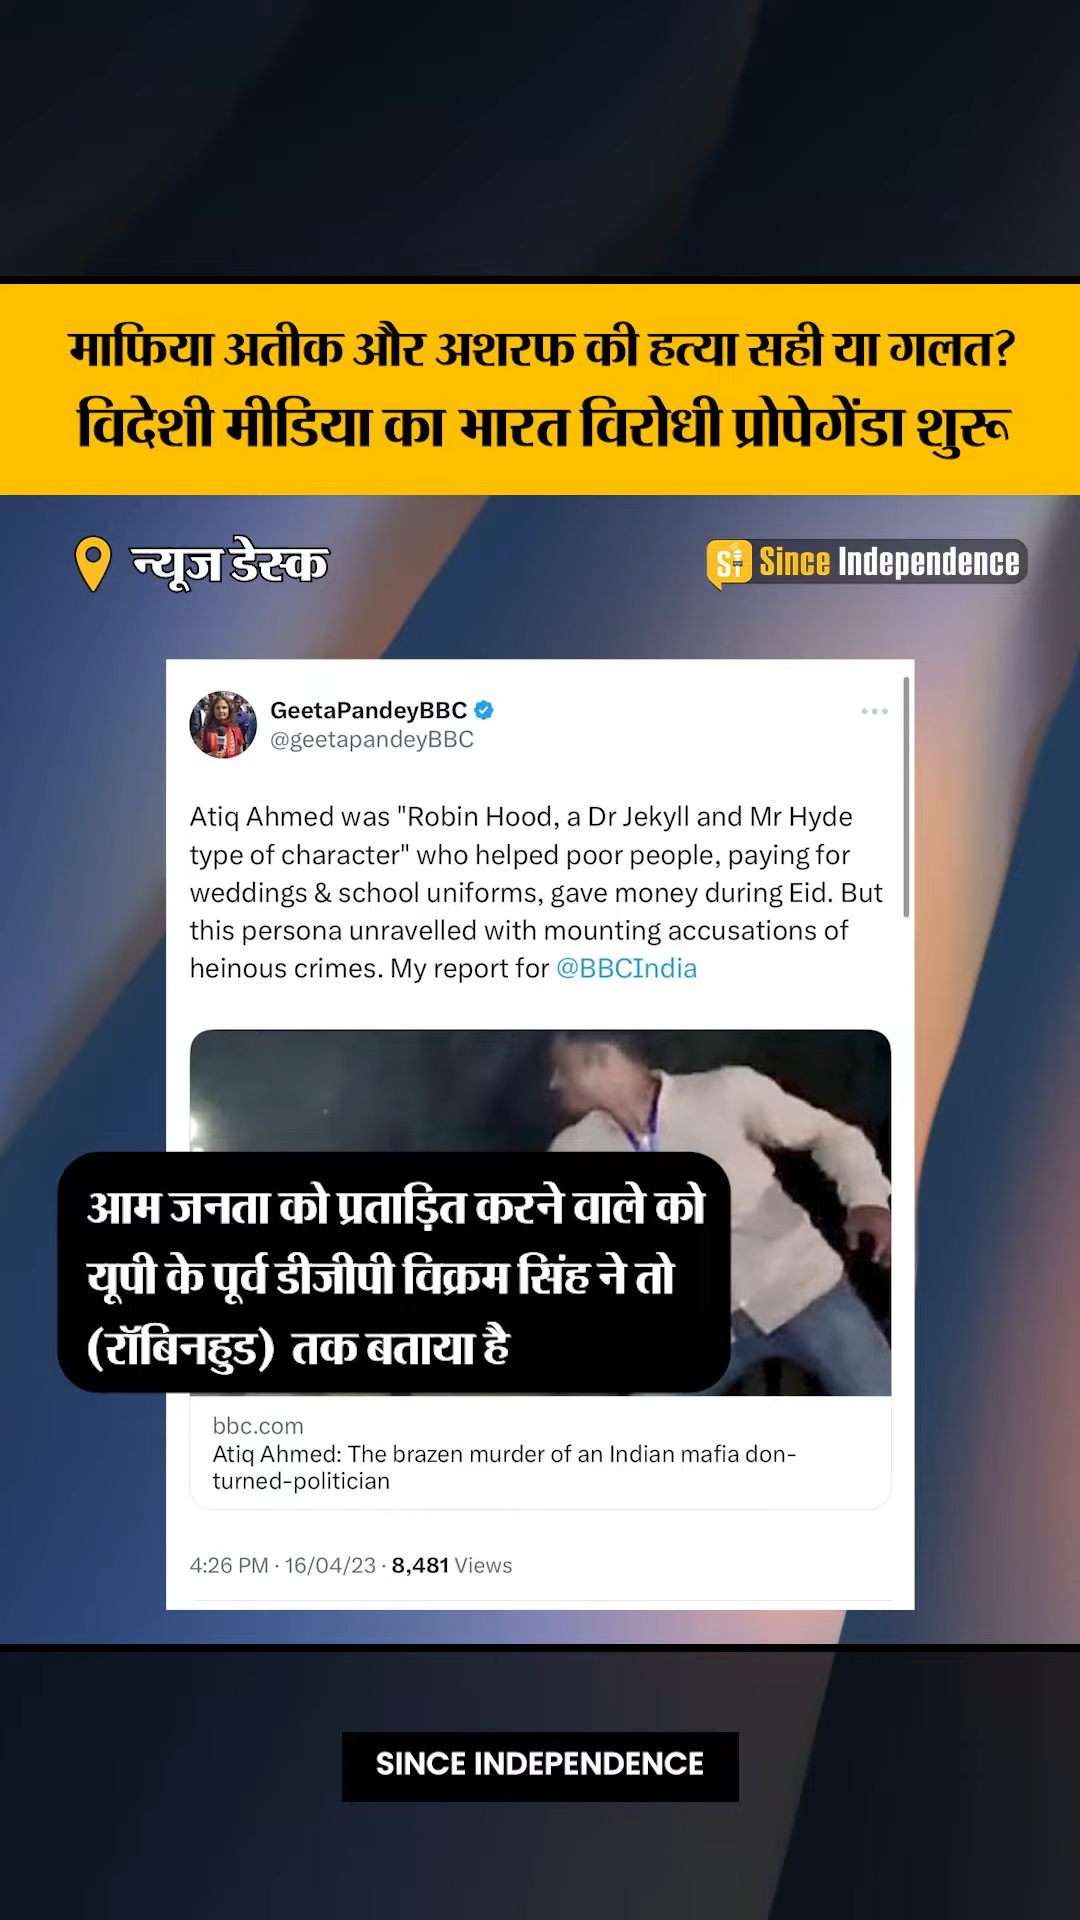 माफिया अतीक और अशरफ की हत्या सही या गलत?
विदेशी मीडिया का भारत विरोधी प्रोपेगेंडा शुरू
न्यूज डेस्क
Si Since Independence
GeetaPandeyBBC
@geetapandeyBBC
Atiq Ahmed was "Robin Hood, a Dr Jekyll and Mr Hyde
type of character" who helped poor people, paying for
weddings & school uniforms, gave money during Eid. But
this persona unravelled with mounting accusations of
heinous crimes. My report for @BBCIndia
आम जनता को प्रताड़ित करने वाले को
यूपी के पूर्व डीजीपी विक्रम सिंह ने तो
(रॉबिनहुड) तक बताया है
bbc.com
Atiq Ahmed: The brazen murder of an Indian mafia don-
turned-politician
4:26 PM · 16/04/23 · 8,481 Views
SINCE INDEPENDENCE